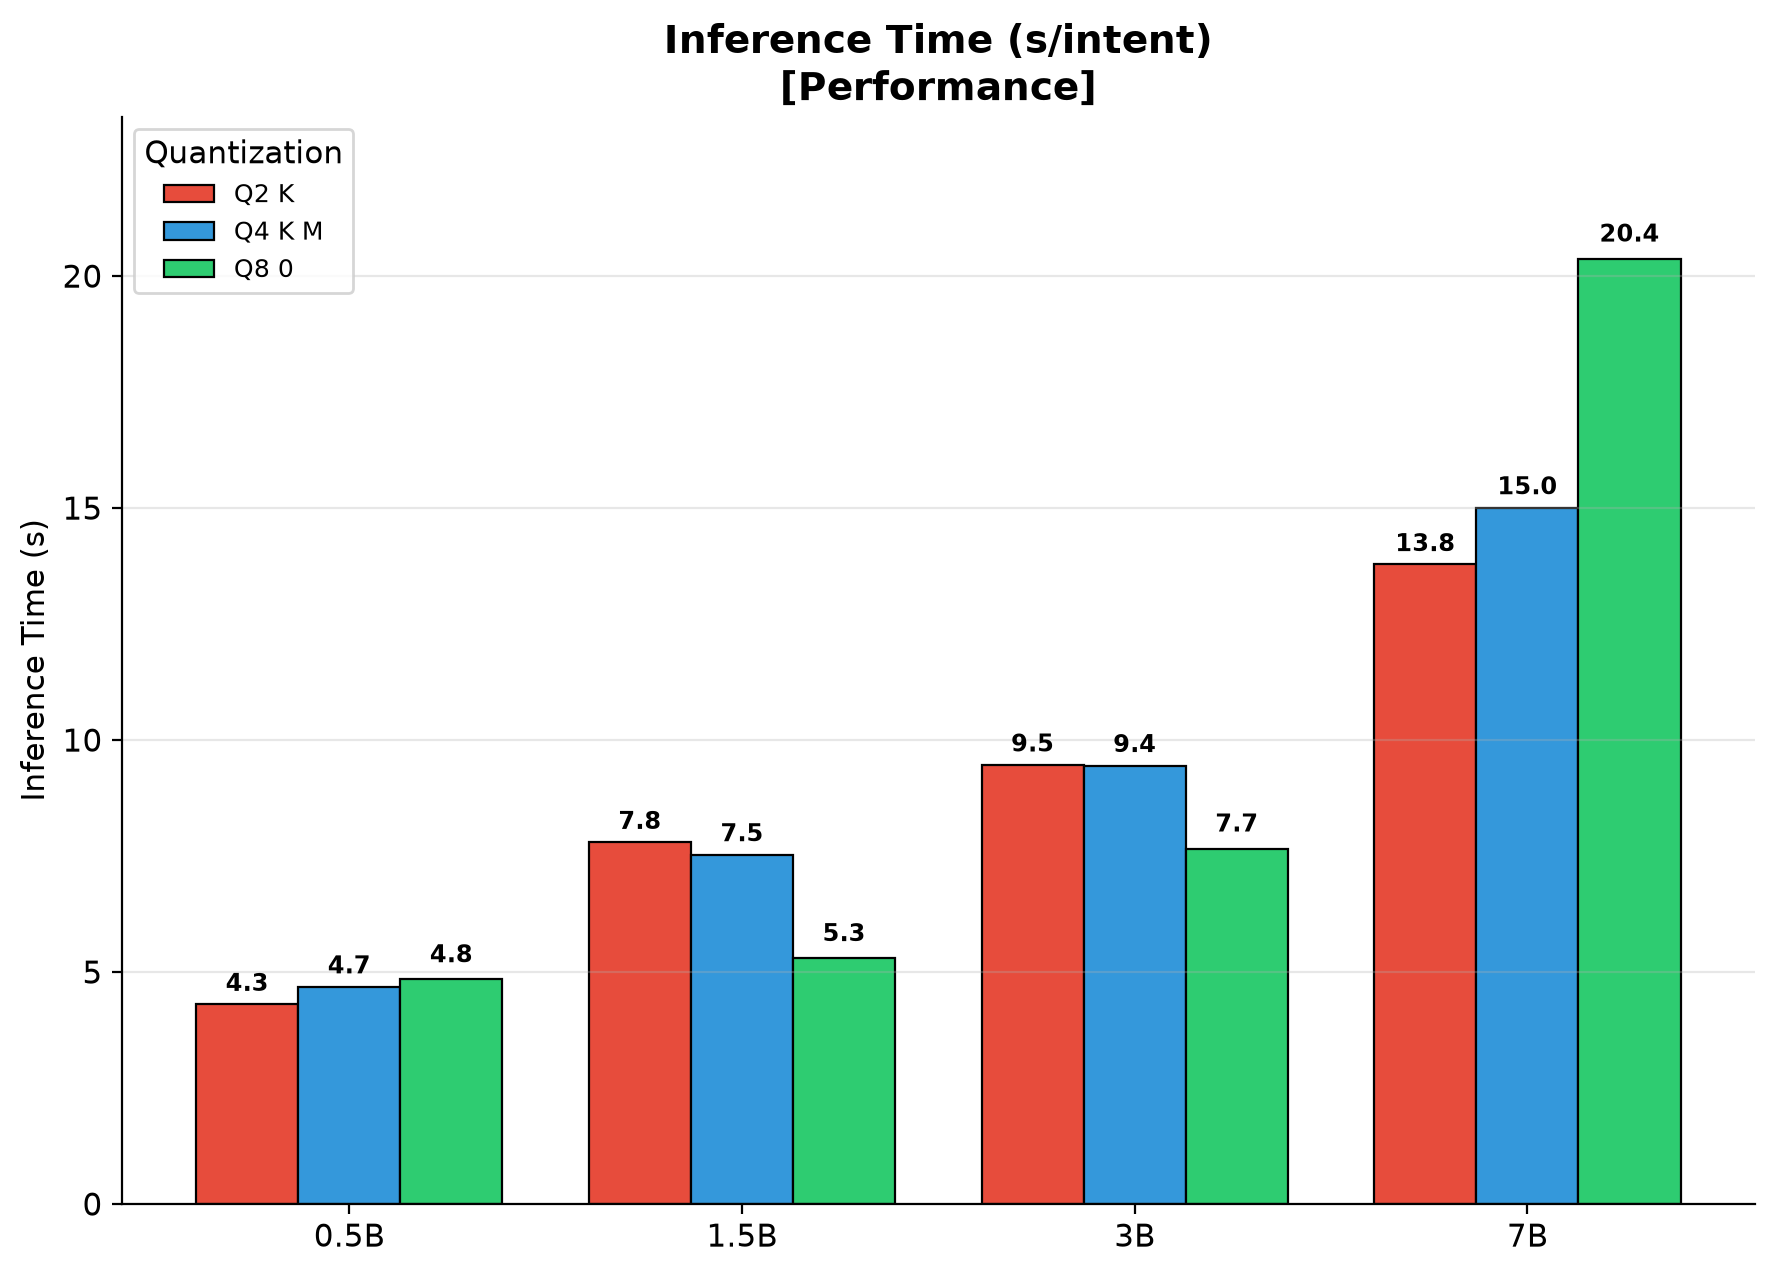 Inference Time (s/intent)
[Performance]
Quantization
Q2 K
Q4 K M
Q8 0
Inference Time (s)
20
15
10
5
0
4.3
4.7
4.8
7.8
7.5
5.3
9.5
9.4
7.7
13.8
15.0
20.4
0.5B
1.5B
3B
7B